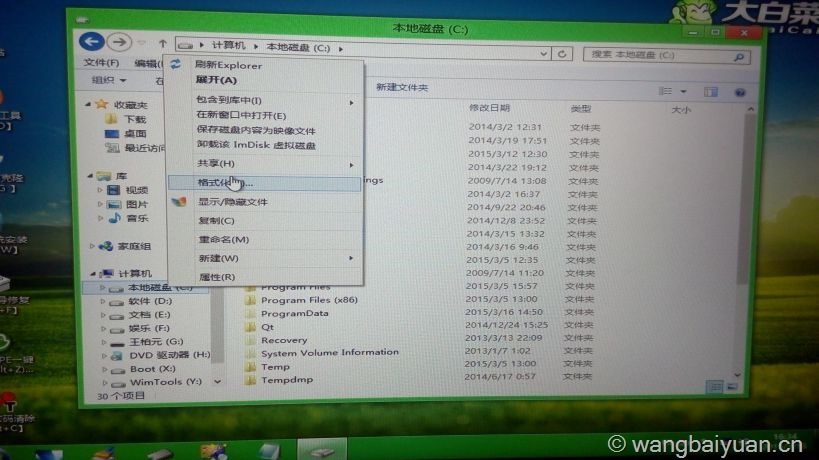 本地磁盘 (C:)
大白菜
计算机 本地磁盘 (C:)
搜索 本地磁盘 (C:)
文件(F) 编辑(
组织
新建文件夹
刷新Explorer
展开(A)
包含到库中(I)
在新窗口中打开(E)
保存磁盘内容为映像文件
卸载该 ImDisk 虚拟磁盘
共享(H)
格式化
显示/隐藏文件
复制(C)
重命名(M)
新建(W)
属性(R)
收藏夹
下载
桌面
最近访问
库
视频
图片
音乐
家庭组
计算机
本地磁盘 (C:)
软件 (D:)
文档 (E:)
娱乐 (F:)
王柏元 (G:)
DVD 驱动器 (H:)
Boot (X:)
WimTools (Y:)
修改日期 类型 大小
2014/3/2 12:31 文件夹
2014/3/19 17:51 文件夹
2015/3/12 12:30 文件夹
2014/3/22 19:12 文件夹
ings 2009/7/14 13:08 文件夹
2014/3/2 16:37 文件夹
2014/9/22 20:46 文件夹
2014/12/8 23:52 文件夹
2014/3/15 13:32 文件夹
2014/3/16 9:46 文件夹
2015/3/5 12:35 文件夹
2009/7/14 11:20 文件夹
Program Files 2015/3/5 15:57 文件夹
Program Files (x86) 2015/3/5 13:00 文件夹
ProgramData 2015/3/16 14:50 文件夹
Qt 2014/12/24 15:25 文件夹
Recovery 2013/3/13 22:09 文件夹
System Volume Information 2013/1/7 1:02 文件夹
Temp 2015/3/5 13:00 文件夹
Tempdmp 2014/6/17 0:57 文件夹
30 个项目
16:34
© wangbaiyuan.cn